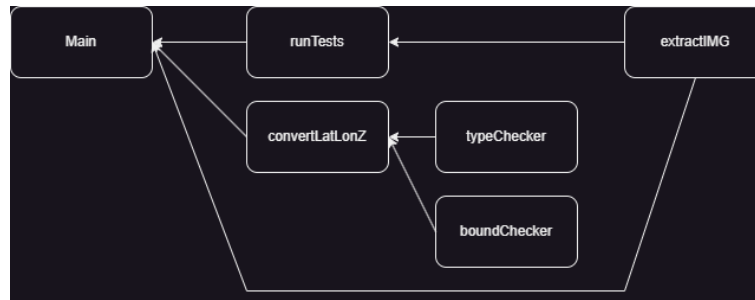 Main
runTests
extractIMG
convertLatLonZ
typeChecker
boundChecker